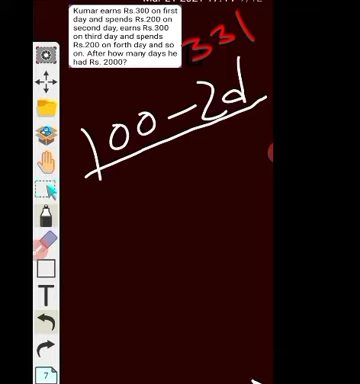 Kumar earns Rs.300 on first
day and spends Rs.200 on
second day, earns Rs.300
on third day and spends
Rs.200 on forth day and so
on. After how many days he
had Rs. 2000?
331
100-2d
T
7